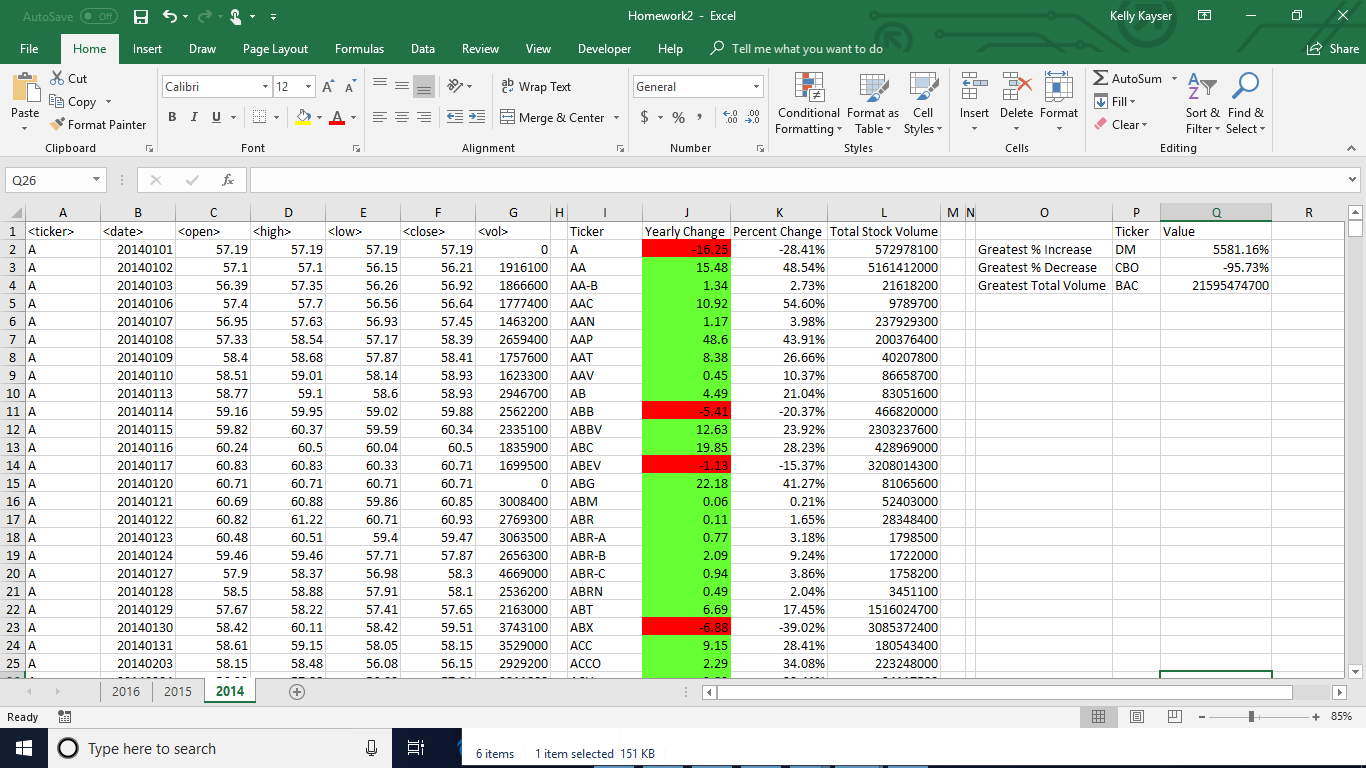 AutoSave Off
Homework2 - Excel
Kelly Kayser
File Home Insert Draw Page Layout Formulas Data Review View Developer Help Tell me what you want to do Share
Paste Cut Copy Format Painter
Calibri 12 A A
B I U A
ab Wrap Text
Merge & Center
General
$ % ,
Conditional Formatting Format as Table Cell Styles
Insert Delete Format
AutoSum Fill Clear
Sort & Filter Find & Select
Clipboard Font Alignment Number Styles Cells Editing
Q26 fx
A B C D E F G H I J K L M N O P Q R
1 <ticker> <date> <open> <high> <low> <close> <vol> Ticker Yearly Change Percent Change Total Stock Volume Ticker Value
2 A 20140101 57.19 57.19 57.19 57.19 0 A -16.25 -28.41% 572978100 Greatest % Increase DM 5581.16%
3 A 20140102 57.1 57.1 56.15 56.21 1916100 AA 15.48 48.54% 5161412000 Greatest % Decrease CBO -95.73%
4 A 20140103 56.39 57.35 56.26 56.92 1866600 AA-B 1.34 2.73% 21618200 Greatest Total Volume BAC 21595474700
5 A 20140106 57.4 57.7 56.56 56.64 1777400 AAC 10.92 54.60% 9789700
6 A 20140107 56.95 57.63 56.93 57.45 1463200 AAN 1.17 3.98% 237929300
7 A 20140108 57.33 58.54 57.17 58.39 2659400 AAP 48.6 43.91% 200376400
8 A 20140109 58.4 58.68 57.87 58.41 1757600 AAT 8.38 26.66% 40207800
9 A 20140110 58.51 59.01 58.14 58.93 1623300 AAV 0.45 10.37% 86658700
10 A 20140113 58.77 59.1 58.6 58.93 2946700 AB 4.49 21.04% 83051600
11 A 20140114 59.16 59.95 59.02 59.88 2562200 ABB -5.41 -20.37% 466820000
12 A 20140115 59.82 60.37 59.59 60.34 2335100 ABBV 12.63 23.92% 2303237600
13 A 20140116 60.24 60.5 60.04 60.5 1835900 ABC 19.85 28.23% 428969000
14 A 20140117 60.83 60.83 60.33 60.71 1699500 ABEV -1.13 -15.37% 3208014300
15 A 20140120 60.71 60.71 60.71 60.71 0 ABG 22.18 41.27% 81065600
16 A 20140121 60.69 60.88 59.86 60.85 3008400 ABM 0.06 0.21% 52403000
17 A 20140122 60.82 61.22 60.71 60.93 2769300 ABR 0.11 1.65% 28348400
18 A 20140123 60.48 60.51 59.4 59.47 3063500 ABR-A 0.77 3.18% 1798500
19 A 20140124 59.46 59.46 57.71 57.87 2656300 ABR-B 2.09 9.24% 1722000
20 A 20140127 57.9 58.37 56.98 58.3 4669000 ABR-C 0.94 3.86% 1758200
21 A 20140128 58.5 58.88 57.91 58.1 2536200 ABRN 0.49 2.04% 3451100
22 A 20140129 57.67 58.22 57.41 57.65 2163000 ABT 6.69 17.45% 1516024700
23 A 20140130 58.42 60.11 58.42 59.51 3743100 ABX -6.88 -39.02% 3085372400
24 A 20140131 58.61 59.15 58.05 58.15 3529000 ACC 9.15 28.41% 180543400
25 A 20140203 58.15 58.48 56.08 56.15 2929200 ACCO 2.29 34.08% 223248000
2016 2015 2014
Ready 85%
Type here to search
6 items 1 item selected 151 KB